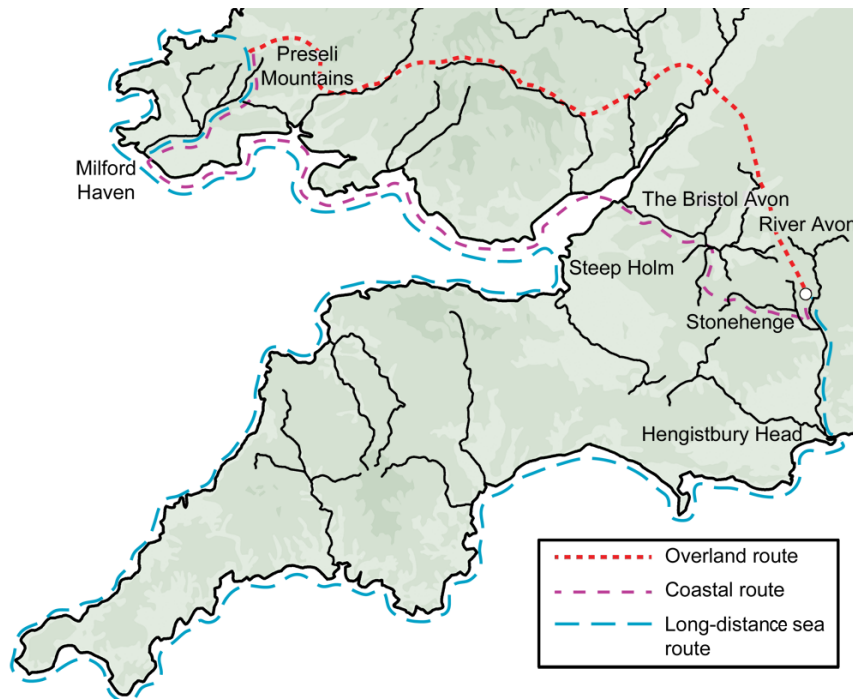 Preseli
Mountains
Milford
Haven
The Bristol Avon
River Avon
Steep Holm
Stonehenge
Hengistbury Head
Overland route
Coastal route
Long-distance sea
route